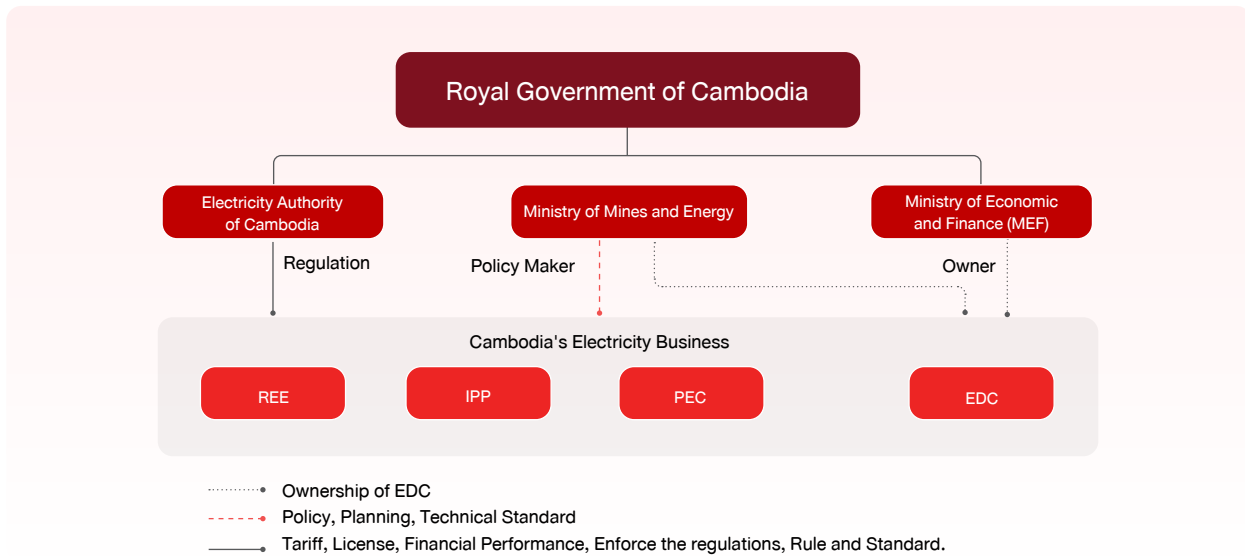 Royal Government of Cambodia
Electricity Authority
of Cambodia
Ministry of Mines and Energy
Ministry of Economic
and Finance (MEF)
Regulation
Policy Maker
Owner
Cambodia's Electricity Business
REE
IPP
PEC
EDC
Ownership of EDC
Policy, Planning, Technical Standard
Tariff, License, Financial Performance, Enforce the regulations, Rule and Standard.